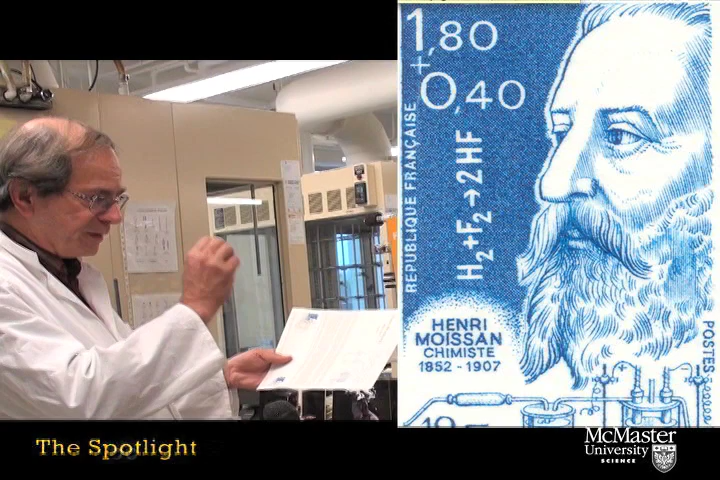 1,80
+
0,40
RÉPUBLIQUE FRANÇAISE
H2+F2→2HF
HENRI
MOISSAN
CHIMISTE
1852 - 1907
POSTES
The Spotlight
McMaster
University
SCIENCE